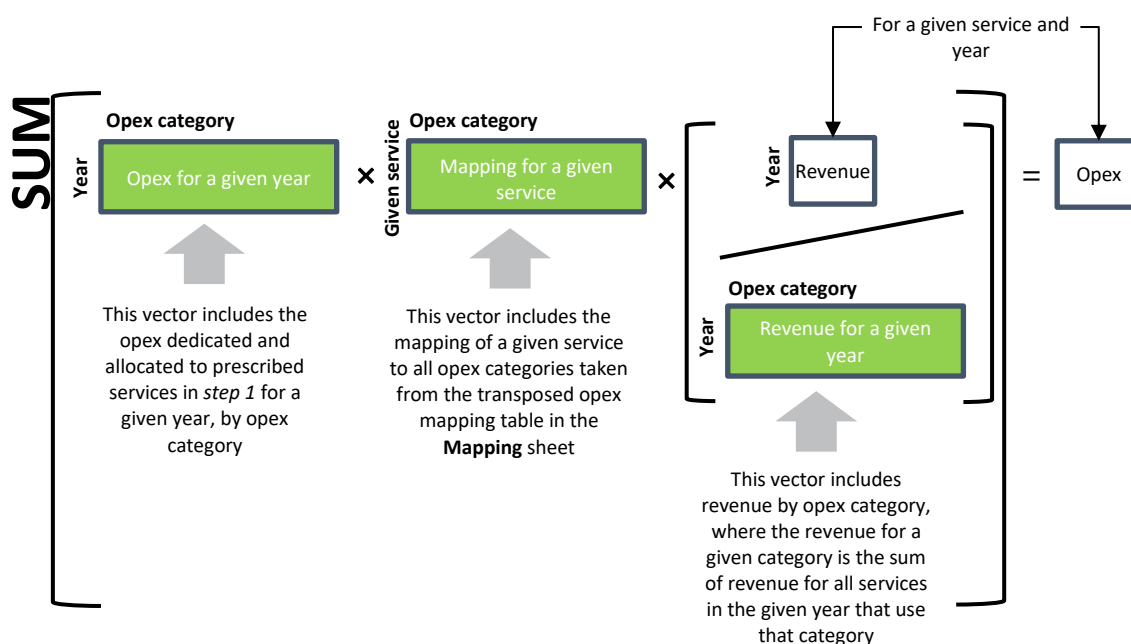 For a given service and
year
SUM
Opex category
Year
Opex for a given year
×
Opex category
Given service
Mapping for a given
service
×
Year
Revenue
=
Opex
Opex category
Year
Revenue for a given
year
This vector includes the
opex dedicated and
allocated to prescribed
services in step 1 for a
given year, by opex
category
This vector includes the
mapping of a given service
to all opex categories taken
from the transposed opex
mapping table in the
Mapping sheet
This vector includes
revenue by opex category,
where the revenue for a
given category is the sum
of revenue for all services
in the given year that use
that category